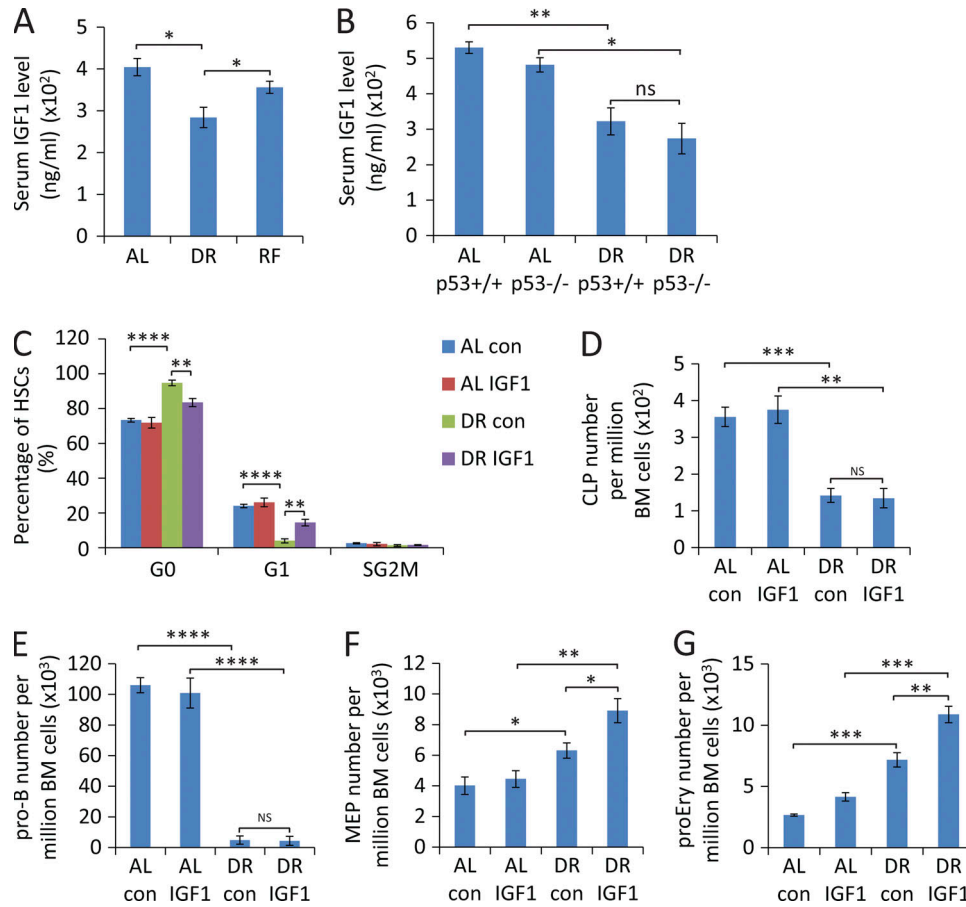 A
Serum IGF1 level
(ng/ml) (x10²)
5
4
3
2
1
0
*
*
AL DR RF
B
Serum IGF1 level
(ng/ml) (x10²)
6
5
4
3
2
1
0
**
*
ns
AL AL DR DR
p53+/+ p53-/- p53+/+ p53-/-
C
Percentage of HSCs
(%)
120
100
80
60
40
20
0
****
**
****
**
G0 G1 SG2M
AL con
AL IGF1
DR con
DR IGF1
D
CLP number
per million
BM cells (x10²)
5
4
3
2
1
0
***
**
NS
AL AL DR DR
con IGF1 con IGF1
E
pro-B number per
million BM cells (x10³)
120
100
80
60
40
20
0
****
****
NS
AL AL DR DR
con IGF1 con IGF1
F
MEP number per
million BM cells (x10³)
12
10
8
6
4
2
0
**
*
*
AL AL DR DR
con IGF1 con IGF1
G
proEry number per
million BM cells (x10³)
15
10
5
0
***
**
***
AL AL DR DR
con IGF1 con IGF1